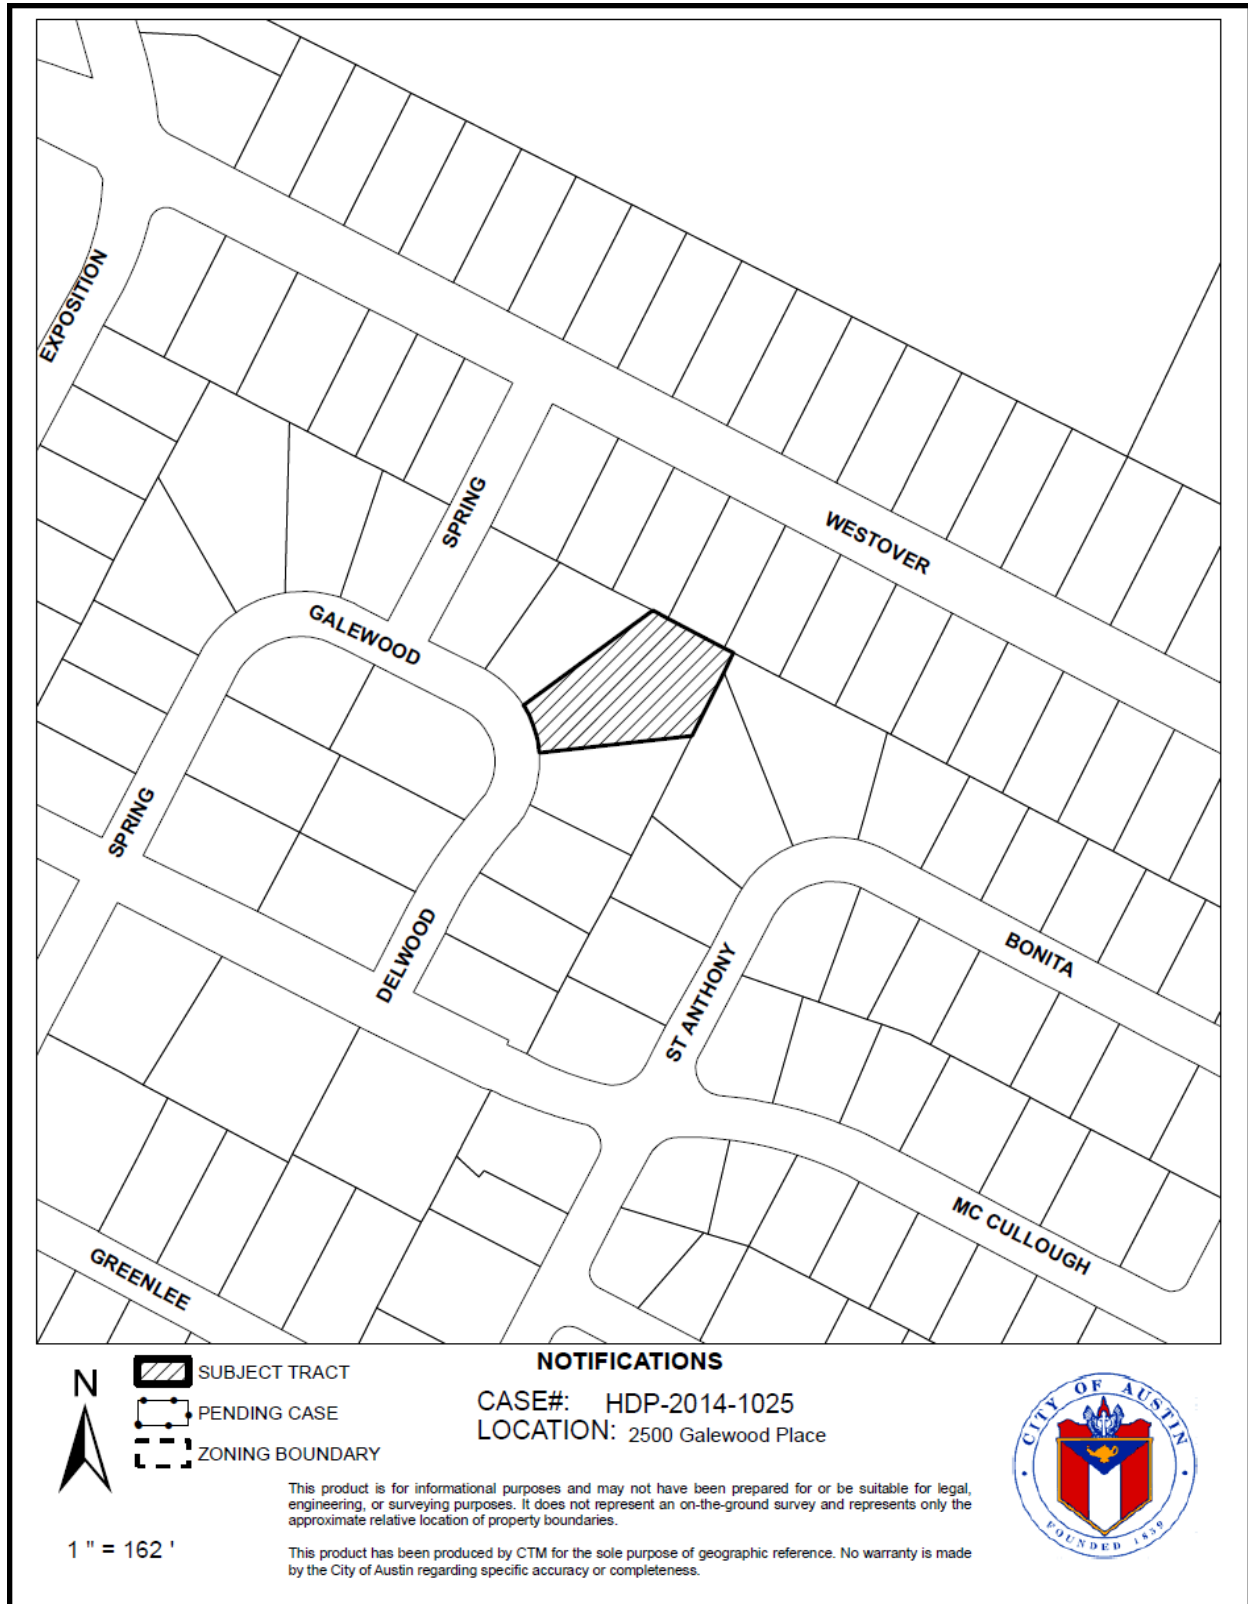 EXPOSITION
SPRING
WESTOVER
GALEWOOD
SPRING
DELWOOD
ST ANTHONY
BONITA
MC CULLOUGH
GREENLEE
NOTIFICATIONS
N
SUBJECT TRACT
PENDING CASE
ZONING BOUNDARY
CASE#: HDP-2014-1025
LOCATION: 2500 Galewood Place
This product is for informational purposes and may not have been prepared for or be suitable for legal,
engineering, or surveying purposes. It does not represent an on-the-ground survey and represents only the
approximate relative location of property boundaries.
1 " = 162 '
This product has been produced by CTM for the sole purpose of geographic reference. No warranty is made
by the City of Austin regarding specific accuracy or completeness.
CITY OF AUSTIN
FOUNDED 1839